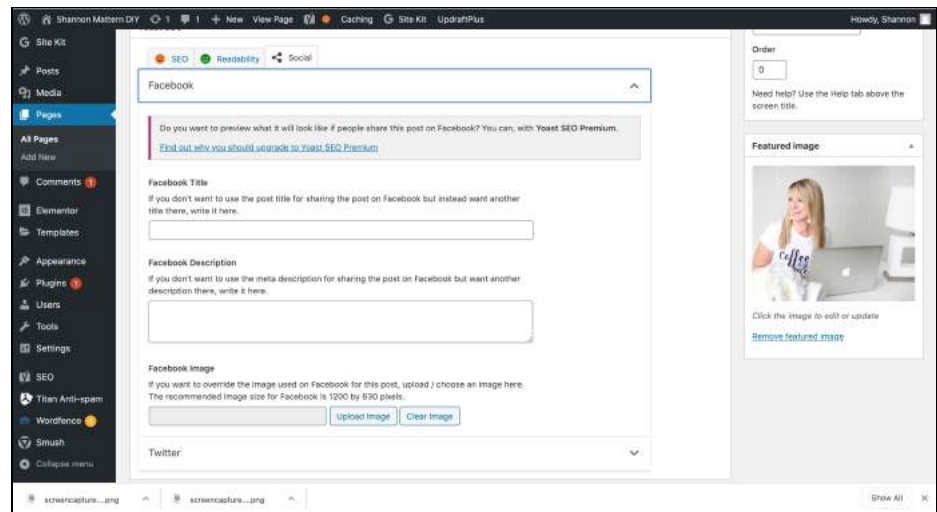 Shannon Mattern DIY 1 1 + New View Page Caching G Site Kit UpdraftPlus Howdy, Shannon
Site Kit
Posts
Media
Pages
All Pages
Add New
Comments 1
Elementor
Templates
Appearance
Plugins 1
Users
Tools
Settings
SEO
Titan Anti-spam
Wordfence 1
Smush
Collapse menu
SEO Readability Social
Facebook
Do you want to preview what it will look like if people share this post on Facebook? You can, with Yoast SEO Premium.
Find out why you should upgrade to Yoast SEO Premium
Facebook Title
If you don't want to use the post title for sharing the post on Facebook but instead want another
title there, write it here.
Facebook Description
If you don't want to use the meta description for sharing the post on Facebook but want another
description there, write it here.
Facebook Image
If you want to override the image used on Facebook for this post, upload / choose an image here.
The recommended image size for Facebook is 1200 by 630 pixels.
Upload Image Clear Image
Twitter
Order
0
Need help? Use the Help tab above the
screen title.
Featured image
coffee
Click the image to edit or update
Remove featured image
screencapture....png screencapture....png Show All